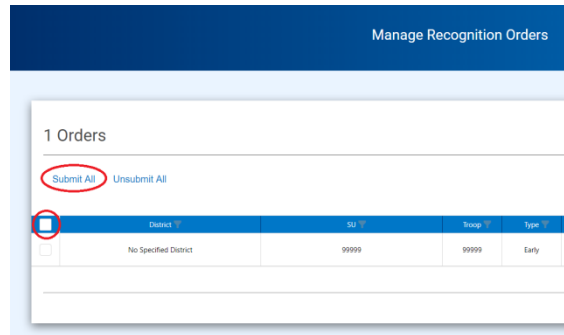 Manage Recognition Orders
1 Orders
Submit All Unsubmit All
District SU Troop Type
No Specified District 99999 99999 Early